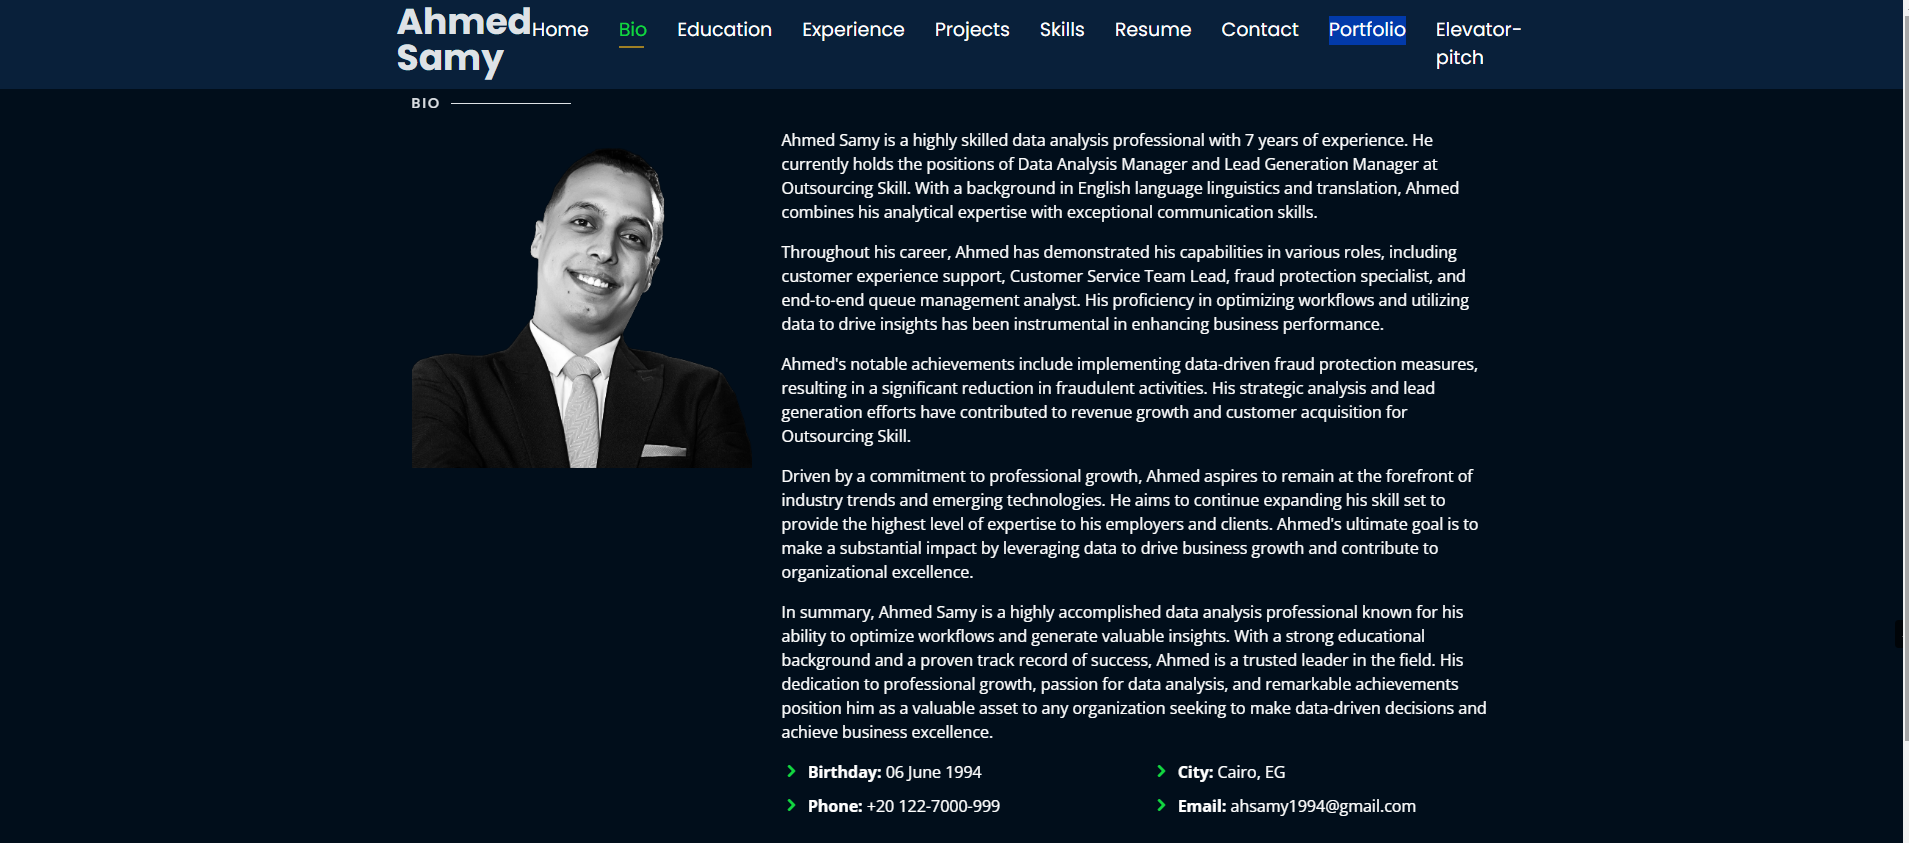 Ahmed
Samy
Home Bio Education Experience Projects Skills Resume Contact Portfolio Elevator-
pitch
BIO
Ahmed Samy is a highly skilled data analysis professional with 7 years of experience. He
currently holds the positions of Data Analysis Manager and Lead Generation Manager at
Outsourcing Skill. With a background in English language linguistics and translation, Ahmed
combines his analytical expertise with exceptional communication skills.
Throughout his career, Ahmed has demonstrated his capabilities in various roles, including
customer experience support, Customer Service Team Lead, fraud protection specialist, and
end-to-end queue management analyst. His proficiency in optimizing workflows and utilizing
data to drive insights has been instrumental in enhancing business performance.
Ahmed's notable achievements include implementing data-driven fraud protection measures,
resulting in a significant reduction in fraudulent activities. His strategic analysis and lead
generation efforts have contributed to revenue growth and customer acquisition for
Outsourcing Skill.
Driven by a commitment to professional growth, Ahmed aspires to remain at the forefront of
industry trends and emerging technologies. He aims to continue expanding his skill set to
provide the highest level of expertise to his employers and clients. Ahmed's ultimate goal is to
make a substantial impact by leveraging data to drive business growth and contribute to
organizational excellence.
In summary, Ahmed Samy is a highly accomplished data analysis professional known for his
ability to optimize workflows and generate valuable insights. With a strong educational
background and a proven track record of success, Ahmed is a trusted leader in the field. His
dedication to professional growth, passion for data analysis, and remarkable achievements
position him as a valuable asset to any organization seeking to make data-driven decisions and
achieve business excellence.
Birthday: 06 June 1994
City: Cairo, EG
Phone: +20 122-7000-999
Email: ahsamy1994@gmail.com